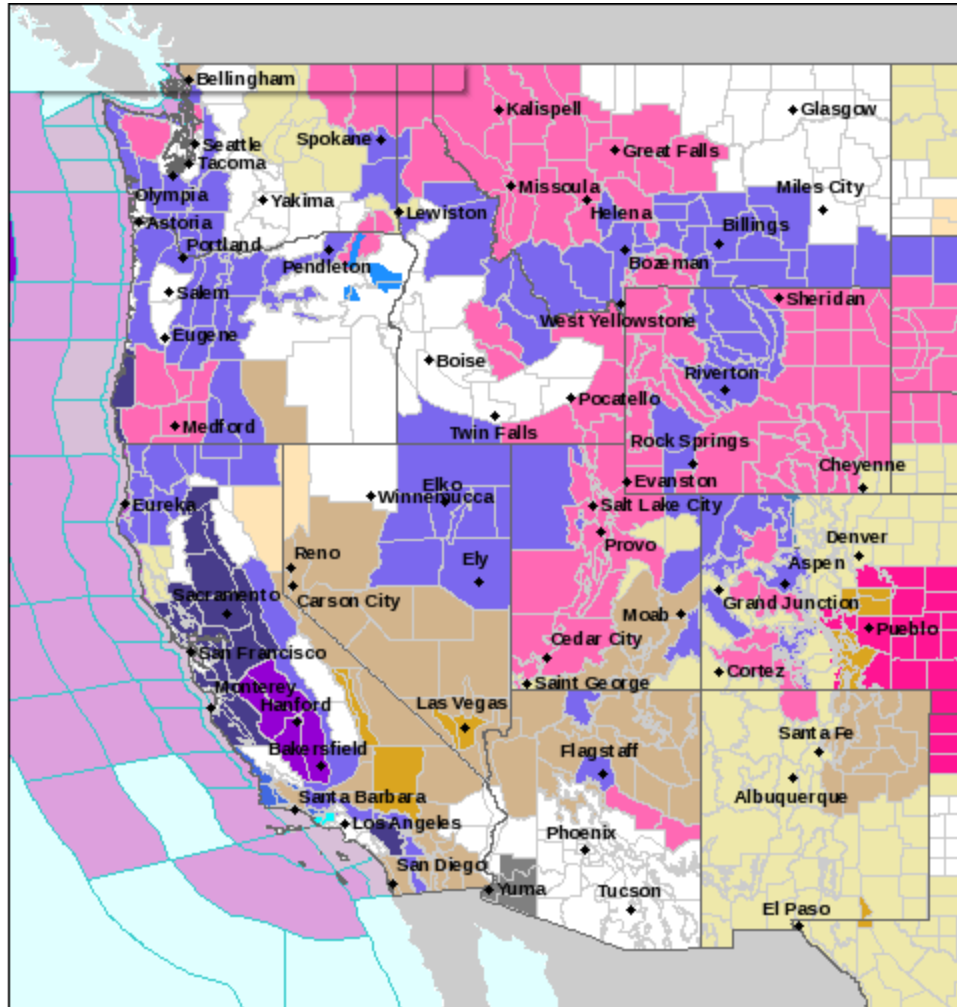 Bellingham
Kalispell
Glasgow
Seattle
Spokane
Great Falls
Tacoma
Olympia
Missoula
Miles City
Yakima
Lewiston
Helena
Astoria
Billings
Portland
Pendleton
Bozeman
Salem
Sheridan
West Yellowstone
Eugene
Boise
Riverton
Pocatello
Medford
Twin Falls
Rock Springs
Cheyenne
Elko
Evanston
Eureka
Winnemucca
Salt Lake City
Provo
Denver
Reno
Ely
Aspen
Sacramento
Carson City
Moab
Grand Junction
Pueblo
San Francisco
Cedar City
Cortez
Monterey
Saint George
Hanford
Las Vegas
Santa Fe
Bakersfield
Flagstaff
Santa Barbara
Albuquerque
Los Angeles
Phoenix
San Diego
Yuma
Tucson
El Paso